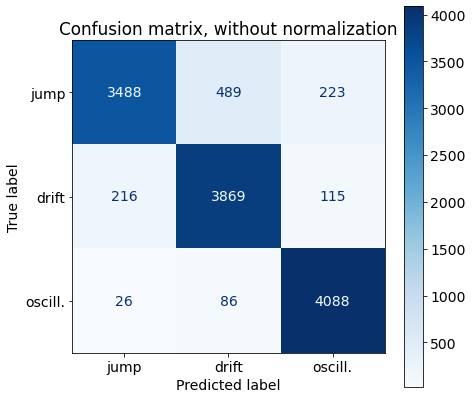 Confusion matrix, without normalization
True label
jump 3488 489 223
drift 216 3869 115
oscill. 26 86 4088
jump drift oscill.
Predicted label
4000
3500
3000
2500
2000
1500
1000
500